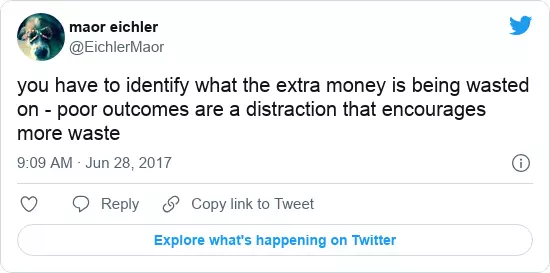 maor eichler
@EichlerMaor
you have to identify what the extra money is being wasted
on - poor outcomes are a distraction that encourages
more waste
9:09 AM · Jun 28, 2017
Reply
Copy link to Tweet
Explore what's happening on Twitter